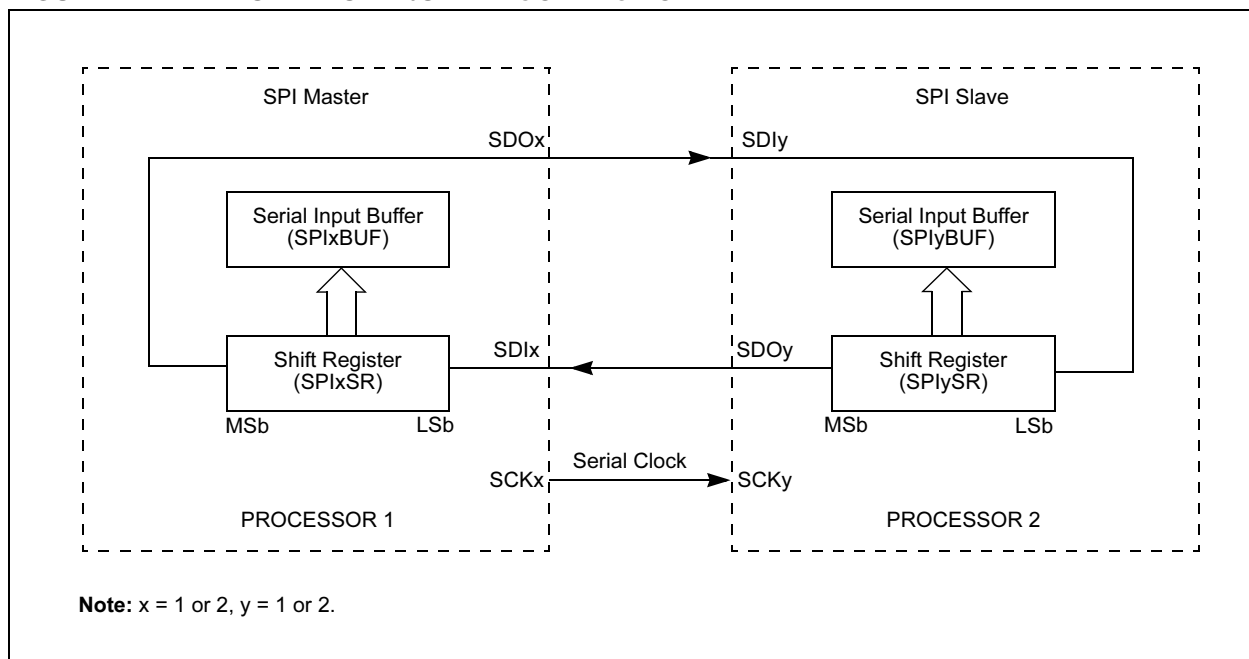 SPI Master
SPI Slave
SDOx
SDIy
Serial Input Buffer
(SPIxBUF)
Serial Input Buffer
(SPIyBUF)
Shift Register
(SPIxSR)
SDIx
SDOy
Shift Register
(SPIySR)
MSb
LSb
MSb
LSb
Serial Clock
SCKx
SCKy
PROCESSOR 1
PROCESSOR 2
Note: x = 1 or 2, y = 1 or 2.